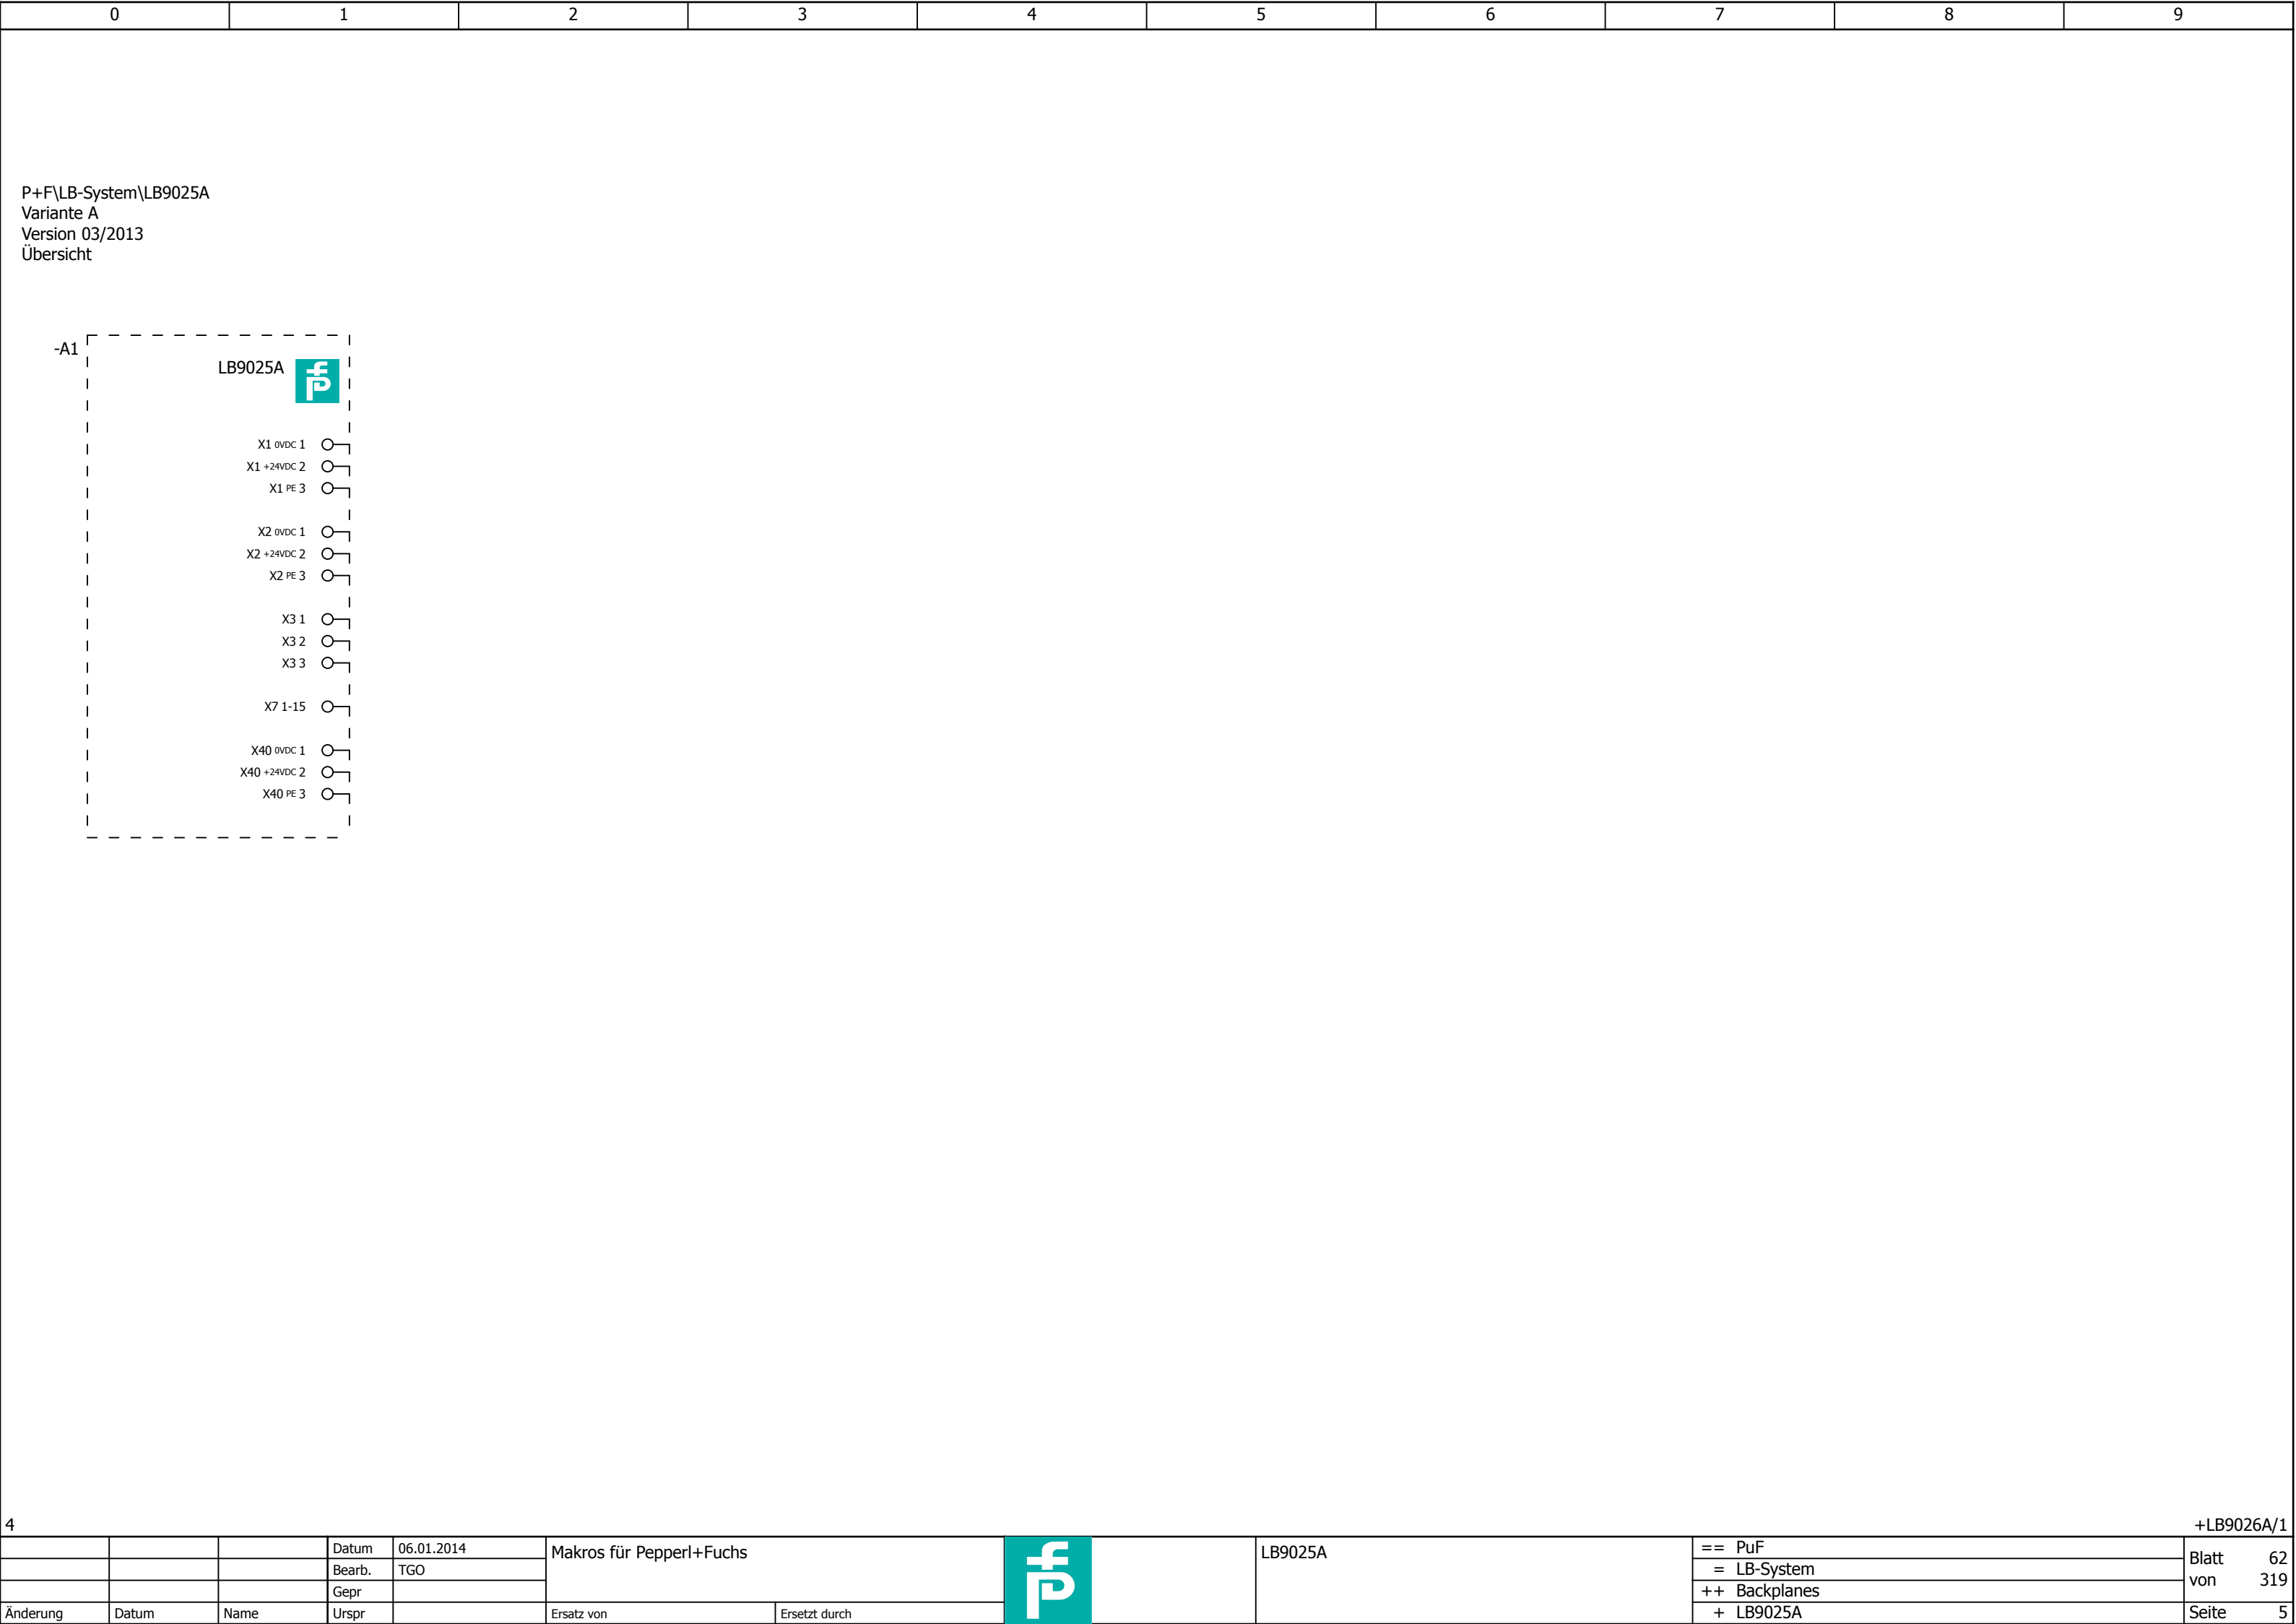 0 1 2 3 4 5 6 7 8 9
P+F\LB-System\LB9025A
Variante A
Version 03/2013
Übersicht
-A1
LB9025A
X1 0VDC 1
X1 +24VDC 2
X1 PE 3
X2 0VDC 1
X2 +24VDC 2
X2 PE 3
X3 1
X3 2
X3 3
X7 1-15
X40 0VDC 1
X40 +24VDC 2
X40 PE 3
4 +LB9026A/1
Datum 06.01.2014
Bearb. TGO
Gepr
Änderung Datum Name Urspr
Makros für Pepperl+Fuchs
Ersatz von Ersetzt durch
LB9025A
== PuF
= LB-System
++ Backplanes
+ LB9025A
Blatt 62
von 319
Seite 5